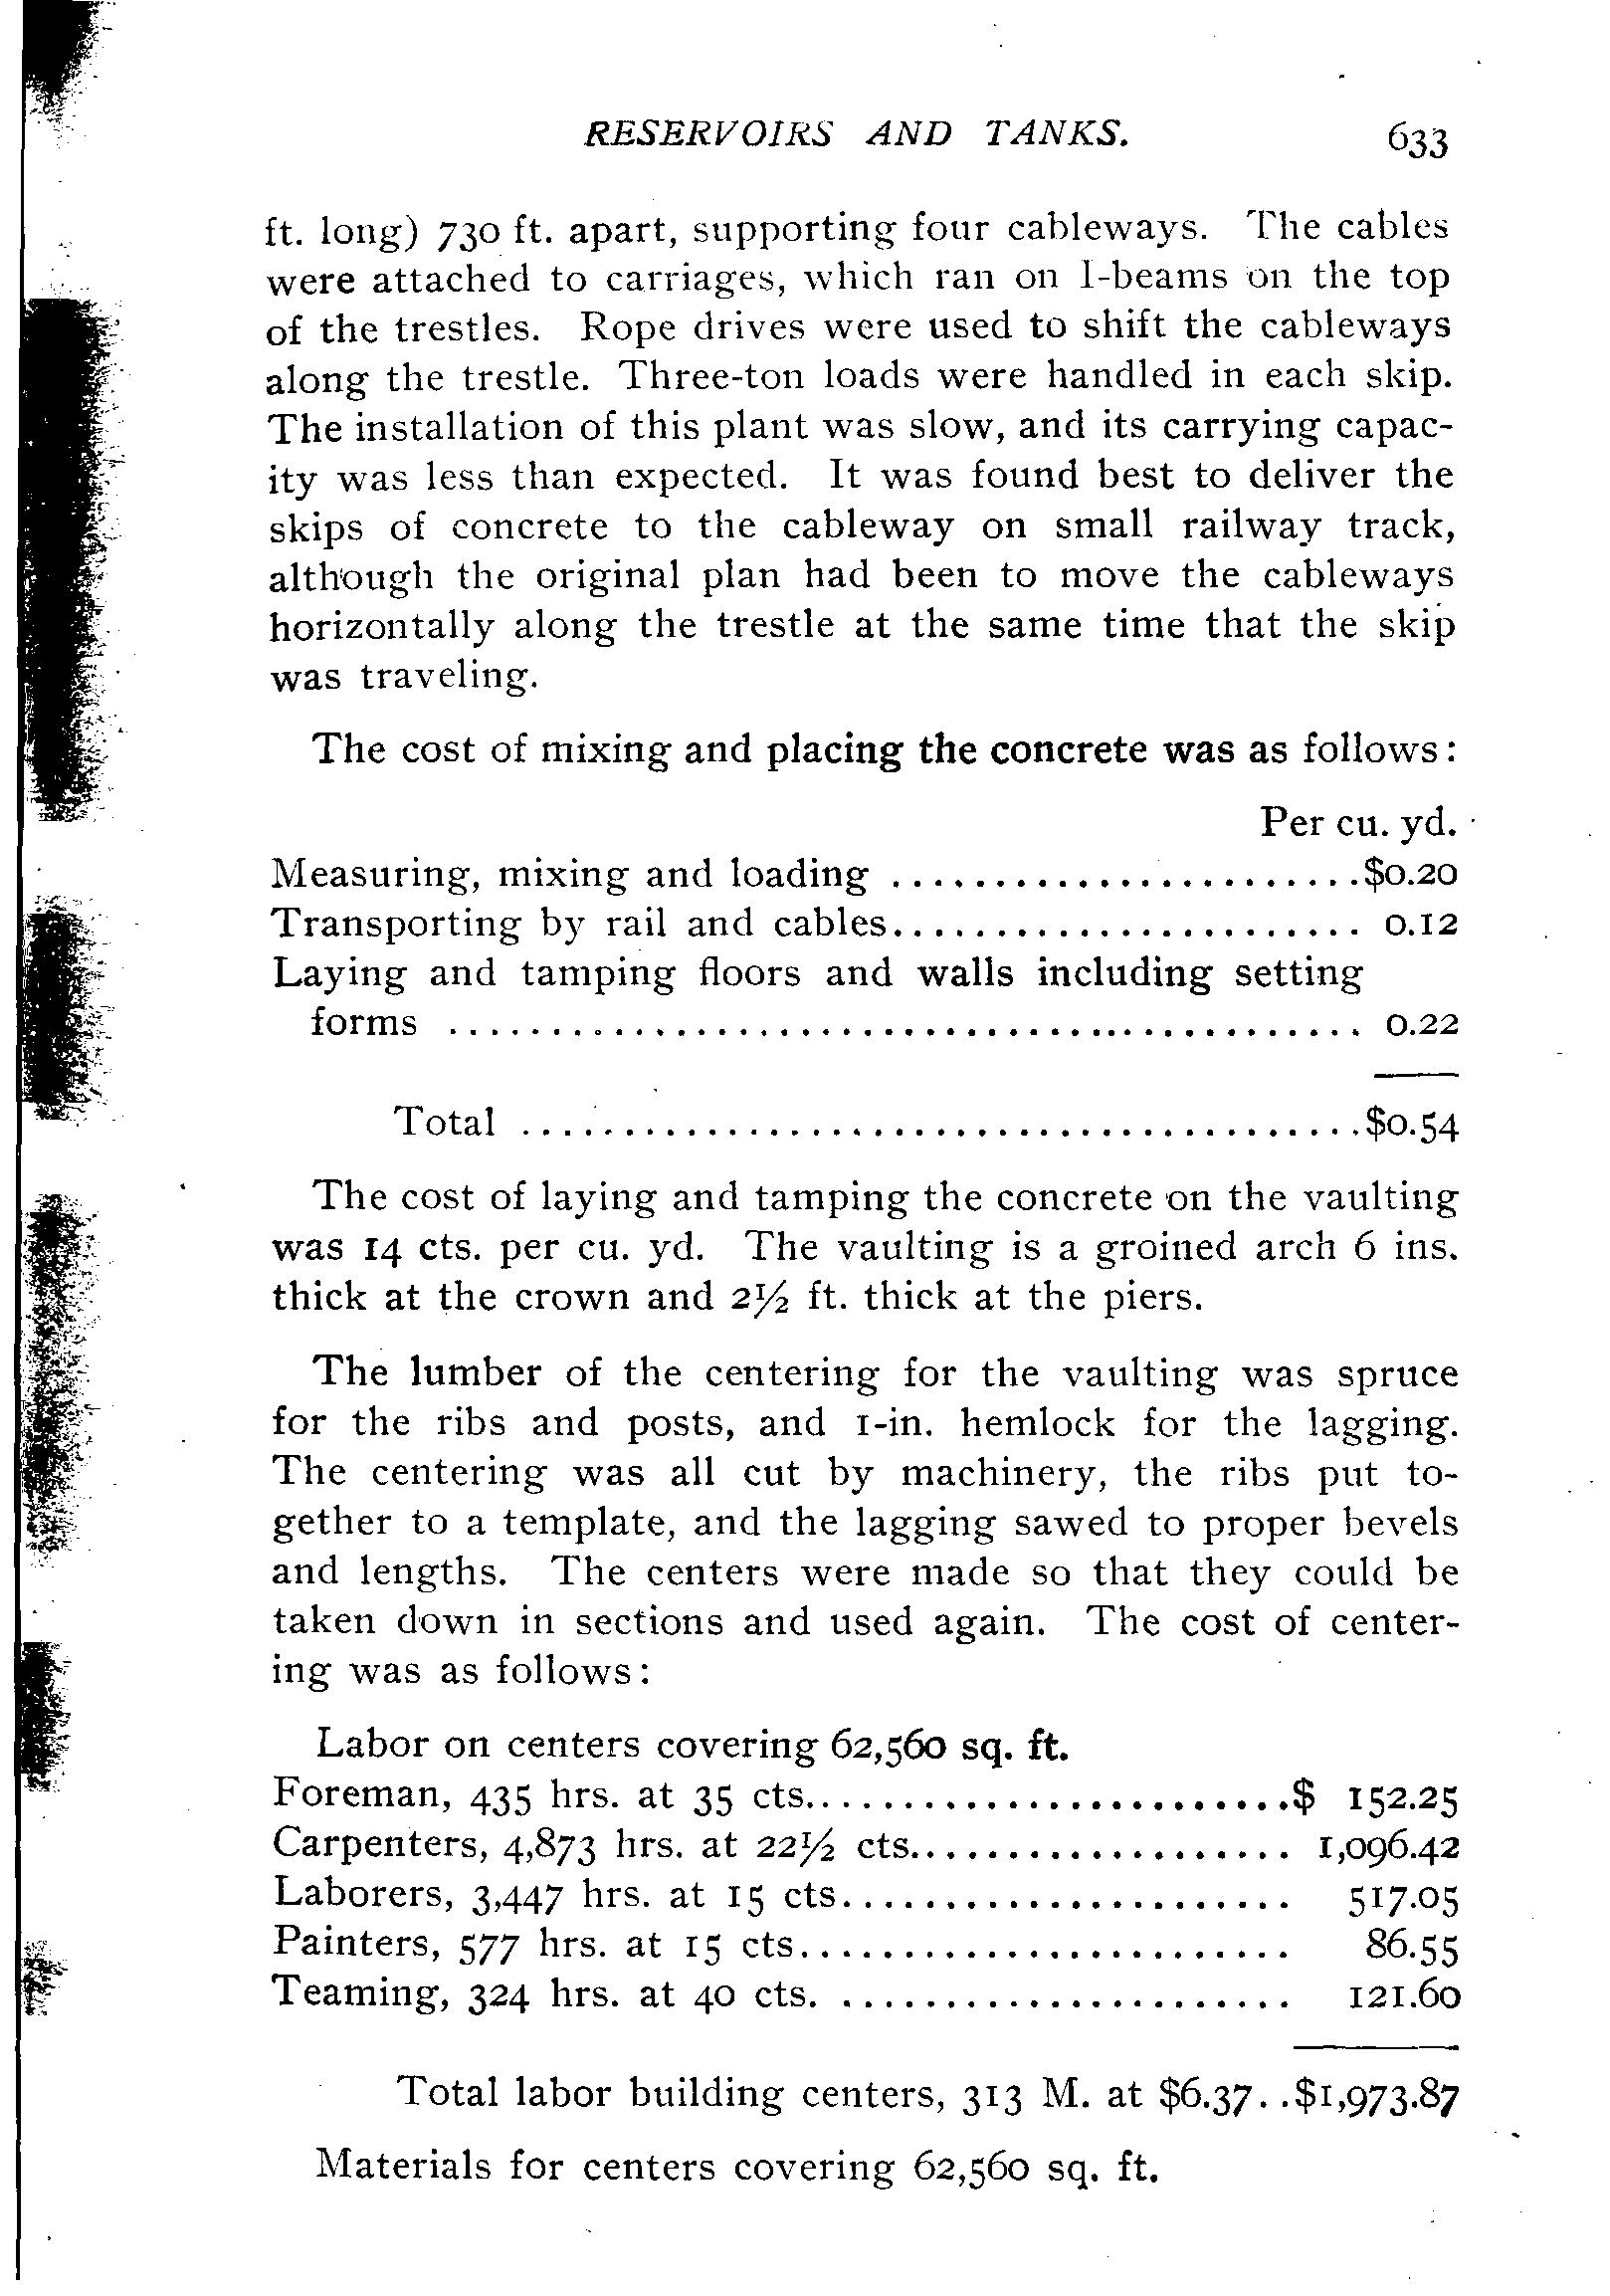 RESERVOIRS AND TANKS. 633
ft. long) 730 ft. apart, supporting four cableways. The cables
were attached to carriages, which ran on I-beams on the top
of the trestles. Rope drives were used to shift the cableways
along the trestle. Three-ton loads were handled in each skip.
The installation of this plant was slow, and its carrying capac-
ity was less than expected. It was found best to deliver the
skips of concrete to the cableway on small railway track,
although the original plan had been to move the cableways
horizontally along the trestle at the same time that the skip
was traveling.
The cost of mixing and placing the concrete was as follows:
Per cu. yd.
Measuring, mixing and loading .......................$0.20
Transporting by rail and cables....................... 0.12
Laying and tamping floors and walls including setting
forms ............................................. 0.22
Total .........................................$0.54
The cost of laying and tamping the concrete on the vaulting
was 14 cts. per cu. yd. The vaulting is a groined arch 6 ins.
thick at the crown and 2½ ft. thick at the piers.
The lumber of the centering for the vaulting was spruce
for the ribs and posts, and 1-in. hemlock for the lagging.
The centering was all cut by machinery, the ribs put to-
gether to a template, and the lagging sawed to proper bevels
and lengths. The centers were made so that they could be
taken down in sections and used again. The cost of center-
ing was as follows:
Labor on centers covering 62,560 sq. ft.
Foreman, 435 hrs. at 35 cts........................$ 152.25
Carpenters, 4,873 hrs. at 22½ cts................... 1,096.42
Laborers, 3,447 hrs. at 15 cts...................... 517.05
Painters, 577 hrs. at 15 cts........................ 86.55
Teaming, 324 hrs. at 40 cts. ...................... 121.60
Total labor building centers, 313 M. at $6.37. .$1,973.87
Materials for centers covering 62,560 sq. ft.